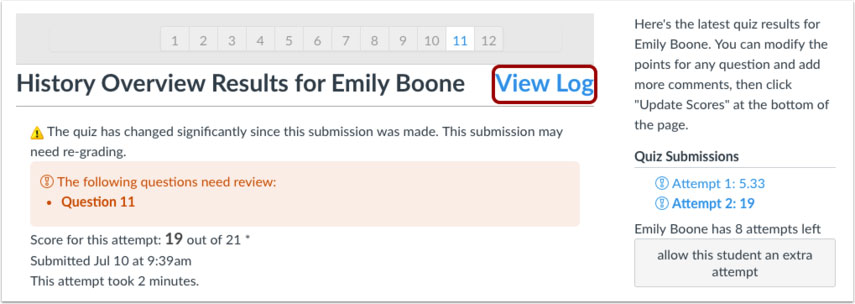 1 2 3 4 5 6 7 8 9 10 11 12
History Overview Results for Emily Boone View Log
The quiz has changed significantly since this submission was made. This submission may
need re-grading.
The following questions need review:
• Question 11
Score for this attempt: 19 out of 21 *
Submitted Jul 10 at 9:39am
This attempt took 2 minutes.
Here's the latest quiz results for
Emily Boone. You can modify the
points for any question and add
more comments, then click
"Update Scores" at the bottom of
the page.
Quiz Submissions
Attempt 1: 5.33
Attempt 2: 19
Emily Boone has 8 attempts left
allow this student an extra
attempt